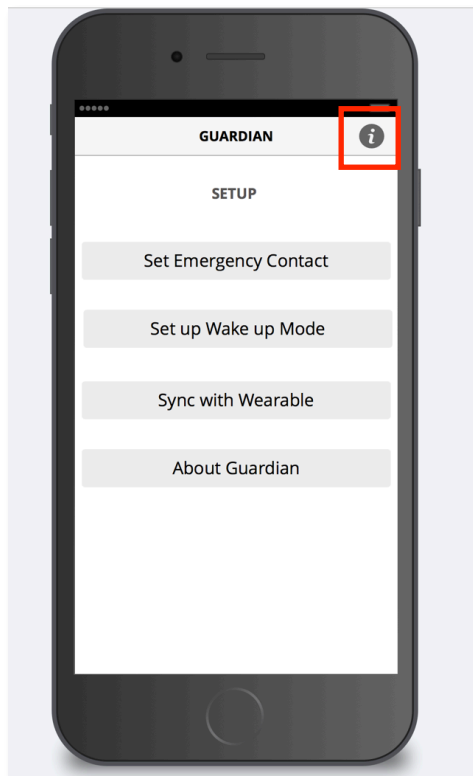 GUARDIAN
i
SETUP
Set Emergency Contact
Set up Wake up Mode
Sync with Wearable
About Guardian